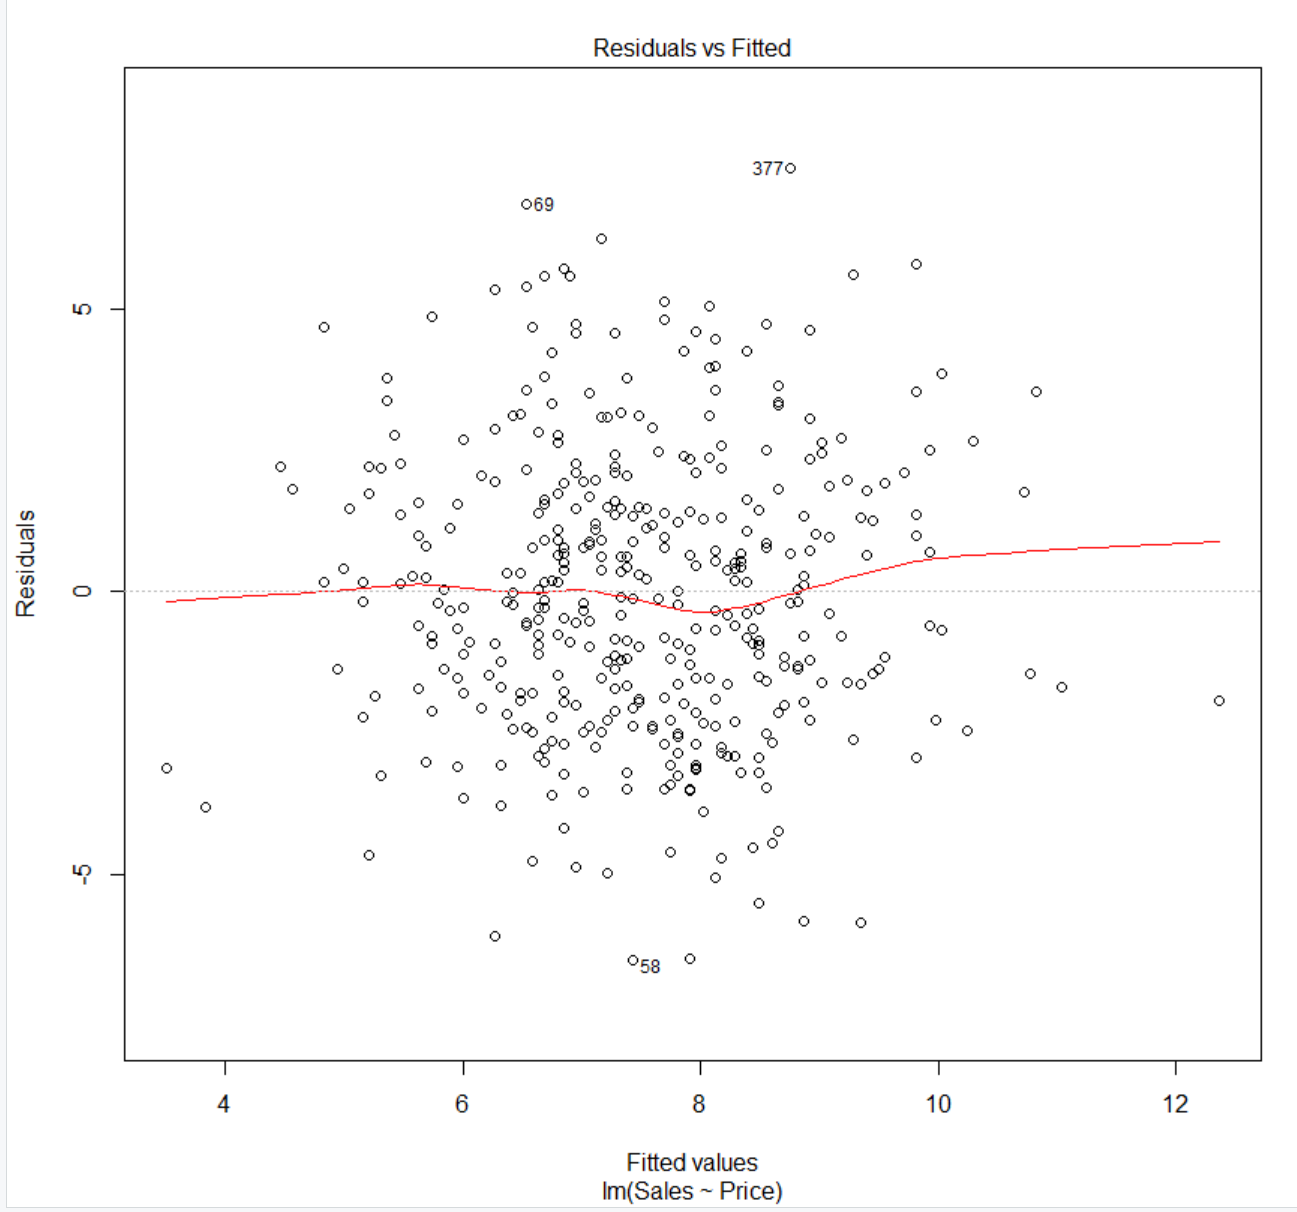 Residuals vs Fitted
377
69
5
0
-5
Residuals
58
4 6 8 10 12
Fitted values
lm(Sales ~ Price)